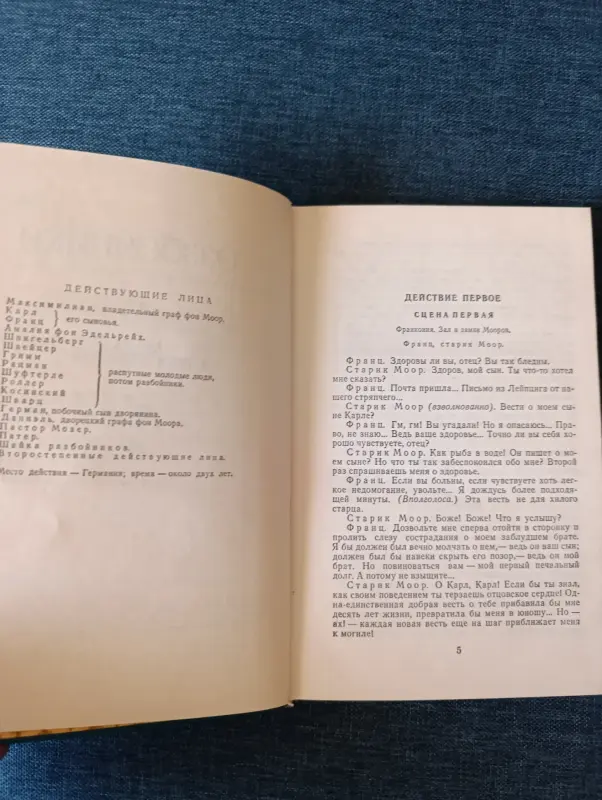 ДЕЙСТВУЮЩИЕ ЛИЦА
Максимилиан, владетельный граф фон Моор.
Карл
Франц } его сыновья.
Амалия фон Эдельрейх.
Шпигельберг
Швейцер
Гримм
Рацман
Шуфтерле
Роллер
Косинский
Шварц
} распутные молодые люди,
потом разбойники.
Герман, побочный сын дворянина.
Даниэль, дворецкий графа фон Моора.
Пастор Мозер.
Патер.
Шайка разбойников.
Второстепенные действующие лица.
Место действия — Германия; время — около двух лет.
ДЕЙСТВИЕ ПЕРВОЕ
СЦЕНА ПЕРВАЯ
Франкония. Зал в замке Мооров.
Франц, старик Моор.
Франц. Здоровы ли вы, отец? Вы так бледны.
Старик Моор. Здоров, мой сын. Ты что-то хотел
мне сказать?
Франц. Почта пришла... Письмо из Лейпцига от на-
шего стряпчего...
Старик Моор (взволнованно). Вести о моем сы-
не Карле?
Франц. Гм, гм! Вы угадали! Но я опасаюсь... Пра-
во, не знаю... Ведь ваше здоровье... Точно ли вы себя хо-
рошо чувствуете, отец?
Старик Моор. Как рыба в воде! Он пишет о мо-
ем сыне? Но что ты так забеспокоился обо мне? Второй
раз спрашиваешь меня о здоровье.
Франц. Если вы больны, если чувствуете хоть лег-
кое недомогание, увольте... Я дождусь более подходя-
щей минуты. (Вполголоса.) Эта весть не для хилого
старца.
Старик Моор. Боже! Боже! Что я услышу?
Франц. Дозвольте мне сперва отойти в сторонку и
пролить слезу сострадания о моем заблудшем брате.
Я бы должен был вечно молчать о нем,— ведь он ваш сын;
должен был бы навеки скрыть его позор,— ведь он мой
брат. Но повиноваться вам — мой первый печальный
долг. А потому не взыщите...
Старик Моор. О Карл, Карл! Если бы ты знал,
как своим поведением ты терзаешь отцовское сердце! Од-
на-единственная добрая весть о тебе прибавила бы мне
десять лет жизни, превратила бы меня в юношу... Но —
ах! — каждая новая весть еще на шаг приближает меня
к могиле!
5